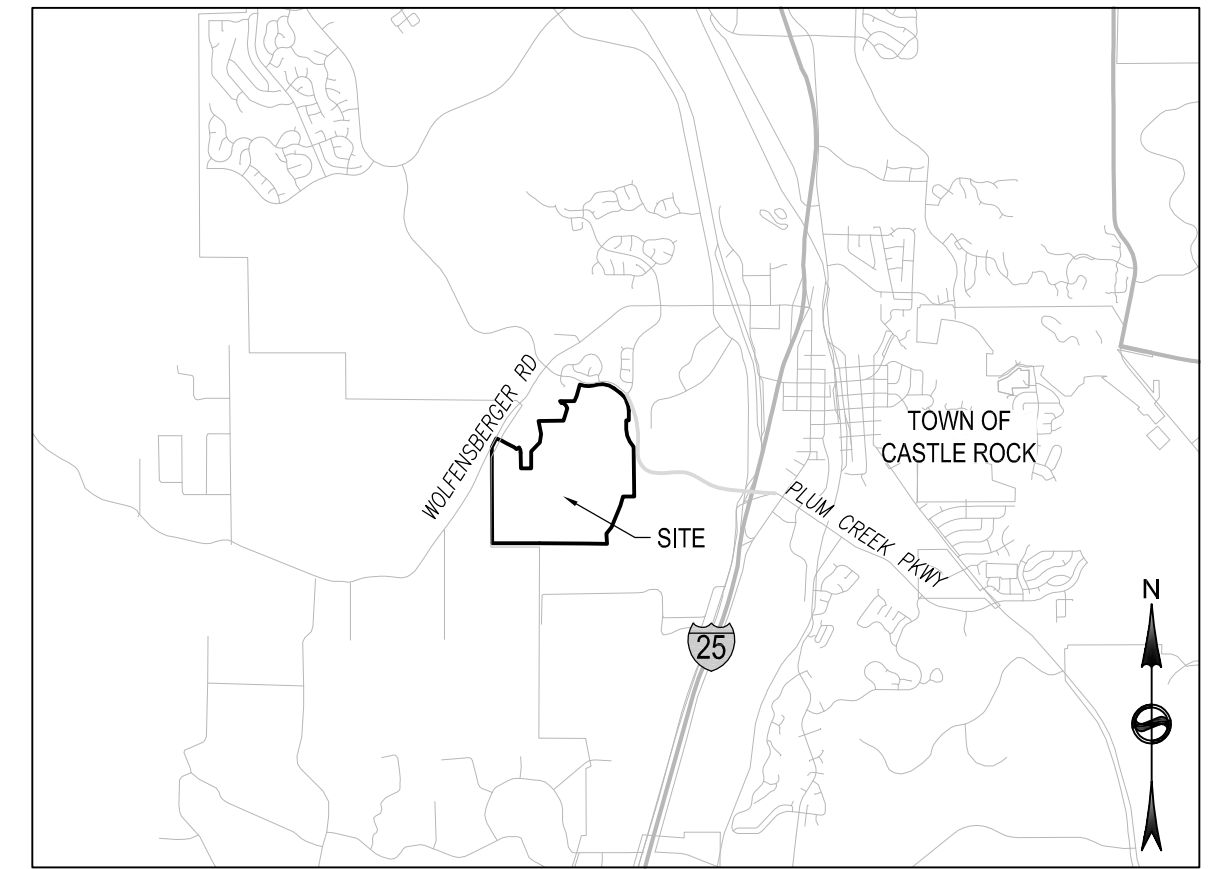 WOLFENSBERGER RD
TOWN OF
CASTLE ROCK
PLUM CREEK PKWY
SITE
N
25